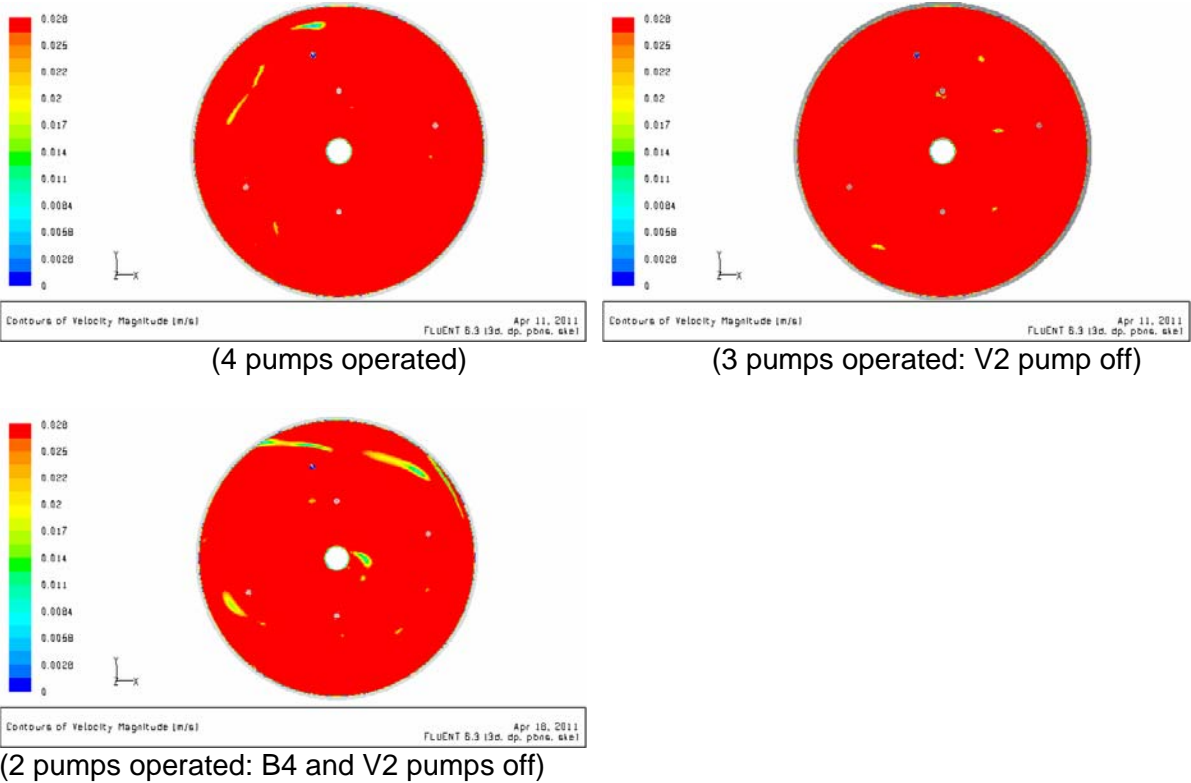 0.028
0.025
0.022
0.02
0.017
0.014
0.011
0.0084
0.0056
0.0028
0
Y
Z X
Contours of Velocity Magnitude (m/s)
Apr 11, 2011
FLUENT 6.3 (3d, dp, pbns, ske)
(4 pumps operated)
0.028
0.025
0.022
0.02
0.017
0.014
0.011
0.0084
0.0056
0.0028
0
Y
Z X
Contours of Velocity Magnitude (m/s)
Apr 11, 2011
FLUENT 6.3 (3d, dp, pbns, ske)
(3 pumps operated: V2 pump off)
0.028
0.025
0.022
0.02
0.017
0.014
0.011
0.0084
0.0056
0.0028
0
Y
Z X
Contours of Velocity Magnitude (m/s)
Apr 18, 2011
FLUENT 6.3 (3d, dp, pbns, ske)
(2 pumps operated: B4 and V2 pumps off)